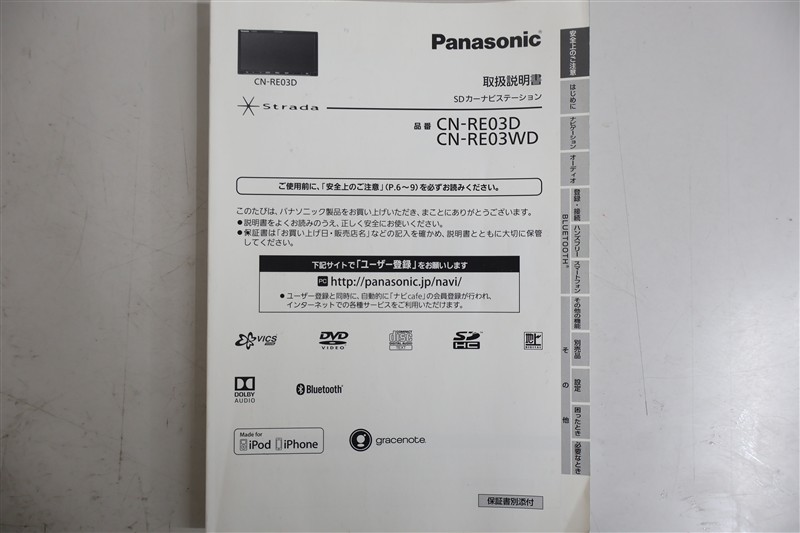 CN-RE03D
Strada
Panasonic
取扱説明書
SDカーナビステーション
品番 CN-RE03D
CN-RE03WD
ご使用前に、「安全上のご注意」(P.6～9)を必ずお読みください。
このたびは、パナソニック製品をお買い上げいただき、まことにありがとうございます。
●説明書をよくお読みのうえ、正しく安全にお使いください。
●保証書は「お買い上げ日・販売店名」などの記入を確かめ、説明書とともに大切に保管
してください。
下記サイトで「ユーザー登録」をお願いします
PC http://panasonic.jp/navi/
●ユーザー登録と同時に、自動的に「ナビcafe」の会員登録が行われ、
インターネットでの各種サービスをご利用いただけます。
VICS
DVD
VIDEO
COMPACT
disc
DIGITAL AUDIO
TEXT
SD
HC
地上
DIGITAL
DOLBY
AUDIO
Bluetooth®
Made for
iPod iPhone
gracenote.
保証書別添付
安全上のご注意
はじめに
ナビゲーション
オーディオ
BLUETOOTH®
登録・接続
ハンズフリー
スマートフォン
その他の機能
その他
別売品
設定
困ったとき
必要なとき